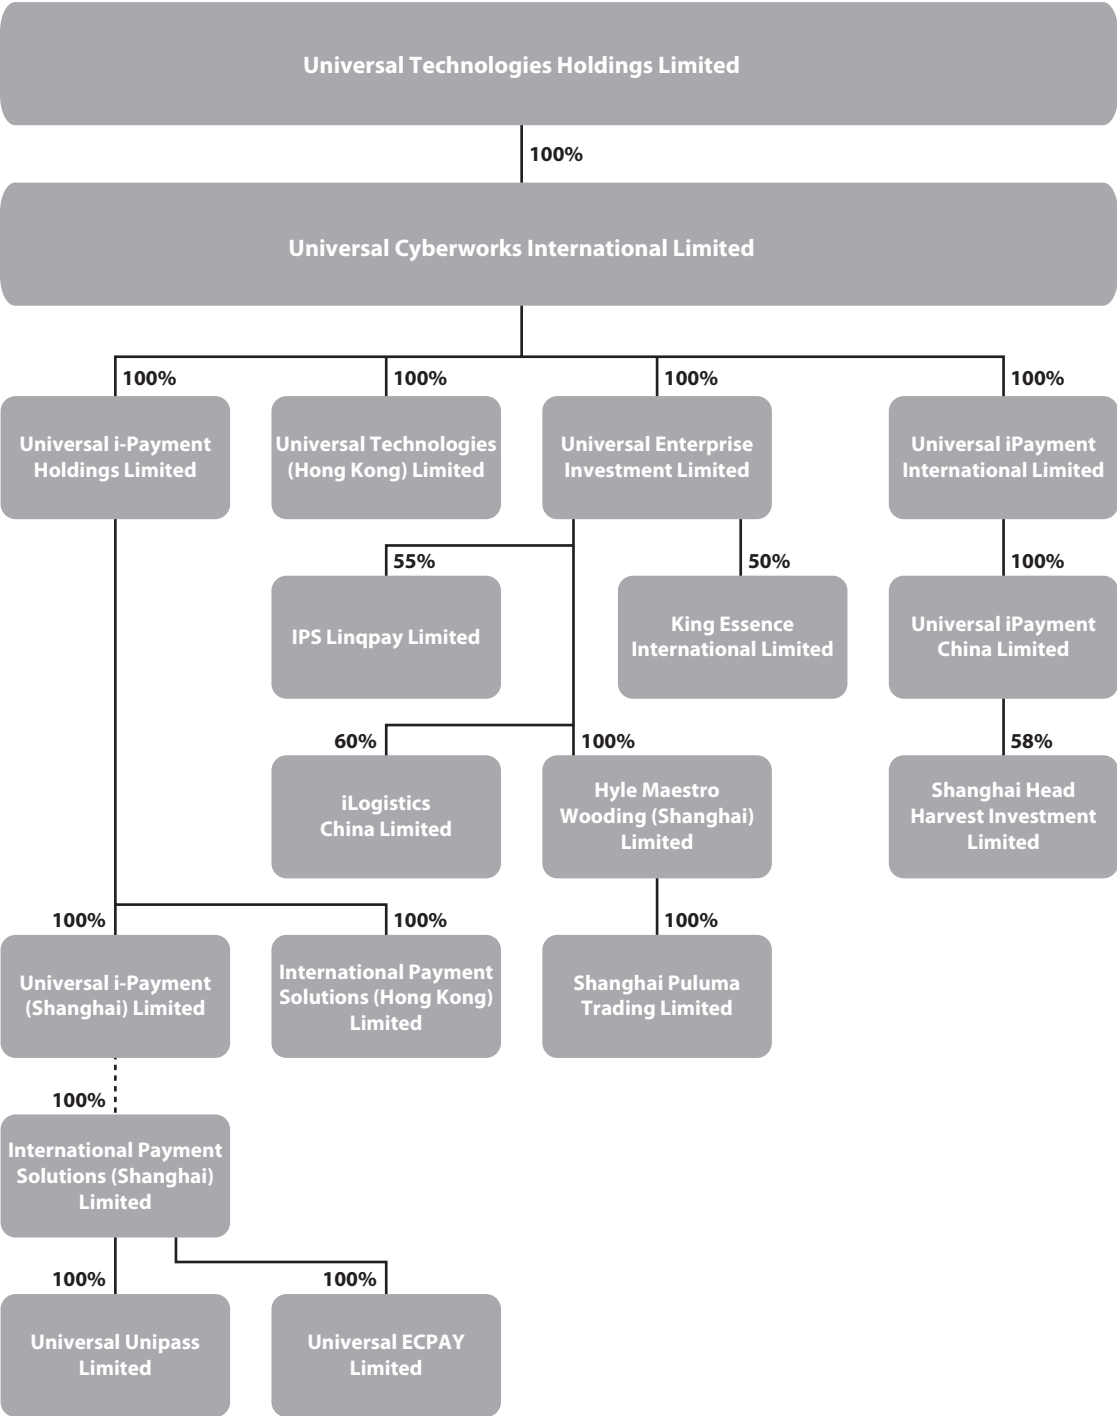 Universal Technologies Holdings Limited
100%
Universal Cyberworks International Limited
100%
100%
100%
100%
Universal i-Payment
Holdings Limited
Universal Technologies
(Hong Kong) Limited
Universal Enterprise
Investment Limited
Universal iPayment
International Limited
55%
50%
100%
IPS Linqpay Limited
King Essence
International Limited
Universal iPayment
China Limited
60%
100%
58%
iLogistics
China Limited
Hyle Maestro
Wooding (Shanghai)
Limited
Shanghai Head
Harvest Investment
Limited
100%
100%
100%
Universal i-Payment
(Shanghai) Limited
International Payment
Solutions (Hong Kong)
Limited
Shanghai Puluma
Trading Limited
100%
International Payment
Solutions (Shanghai)
Limited
100%
100%
Universal Unipass
Limited
Universal ECPAY
Limited